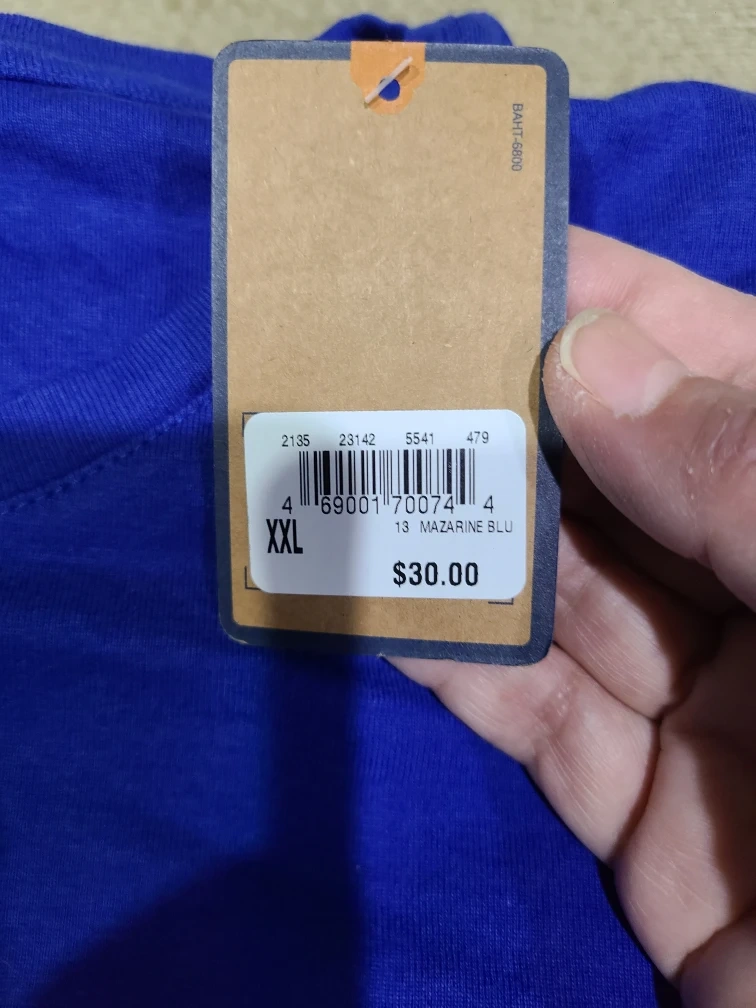 BAHT-6800
2135 23142 5541 479
4 69001 70074 4
XXL
13 MAZARINE BLU
$30.00